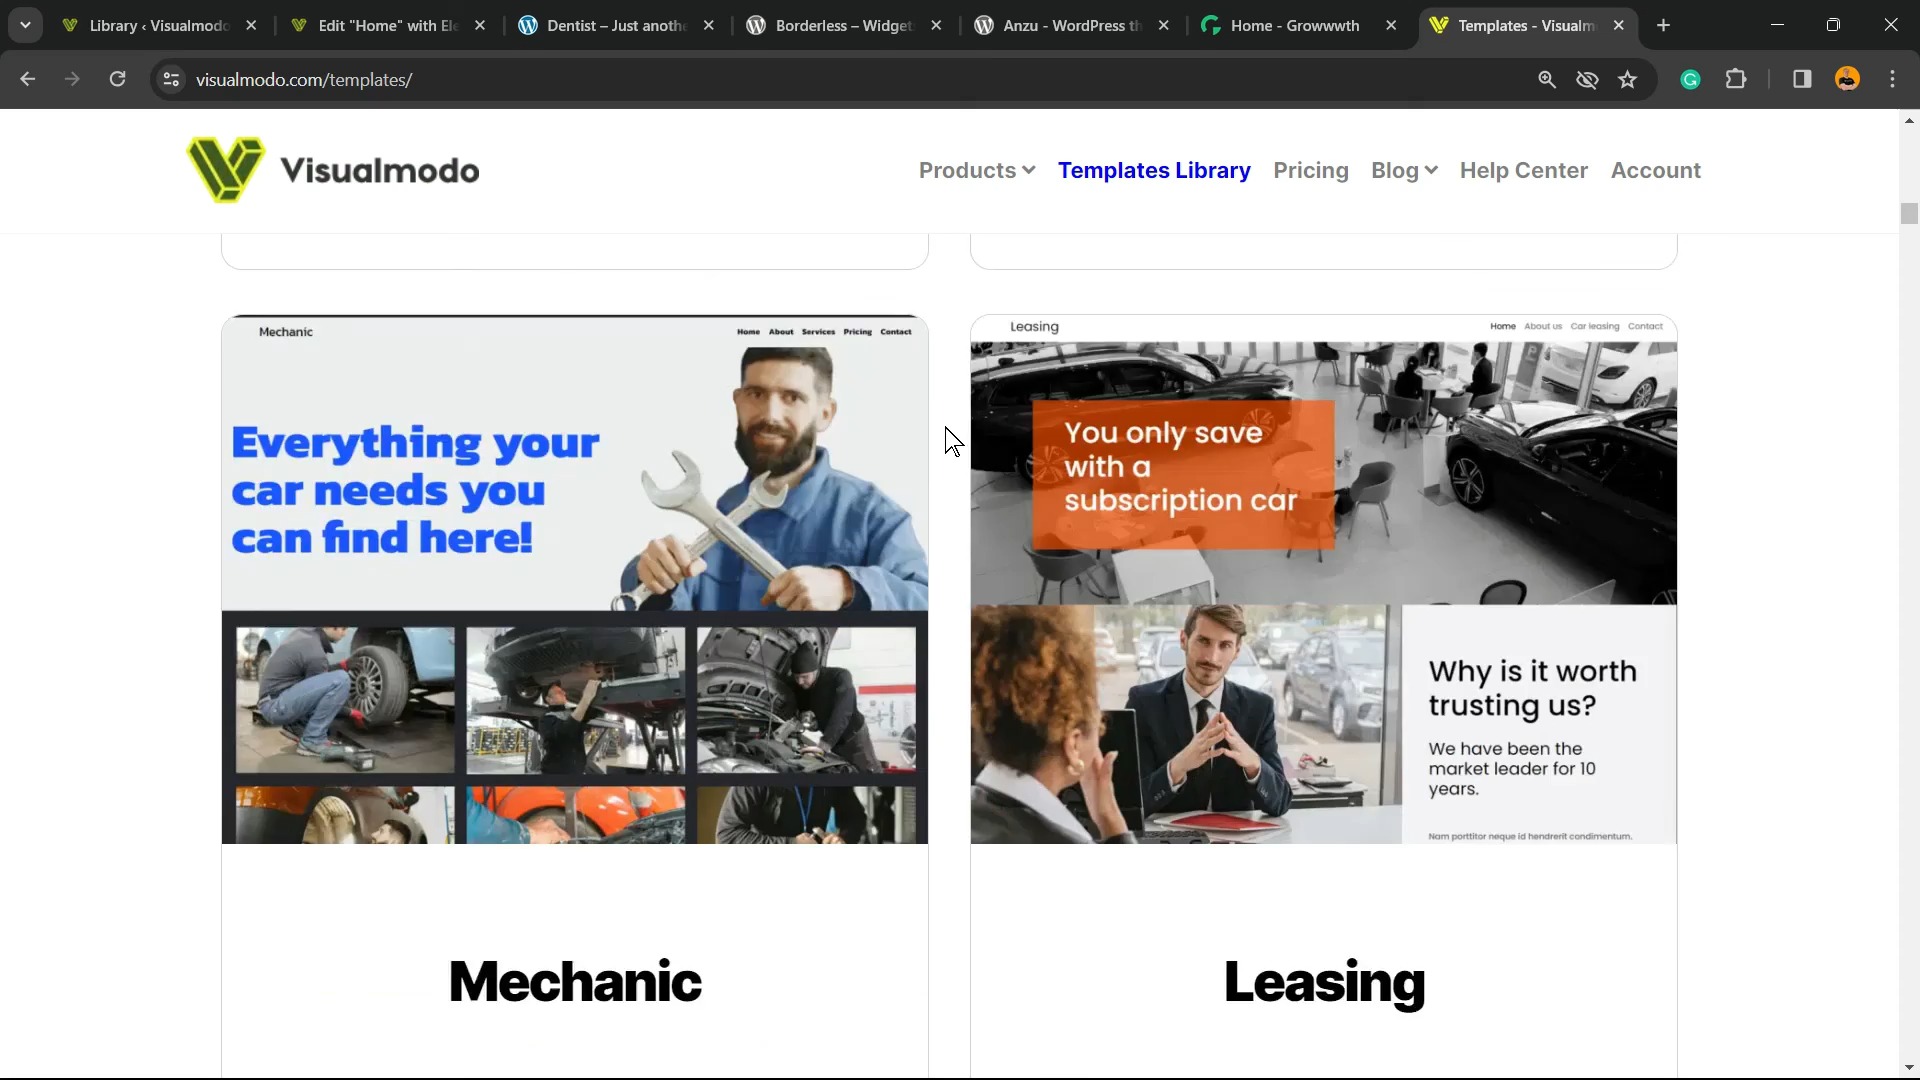 Library ‹ Visualmodo
Edit "Home" with Ele
Dentist – Just anothe
Borderless – Widget
Anzu - WordPress th
Home - Growwwth
Templates - Visualm
visualmodo.com/templates/
Visualmodo
Products
Templates Library
Pricing
Blog
Help Center
Account
Mechanic
Home About Services Pricing Contact
Everything your
car needs you
can find here!
Leasing
Home About us Car leasing Contact
You only save
with a
subscription car
Why is it worth
trusting us?
We have been the
market leader for 10
years.
Nam porttitor neque id hendrerit condimentum.
Mechanic
Leasing